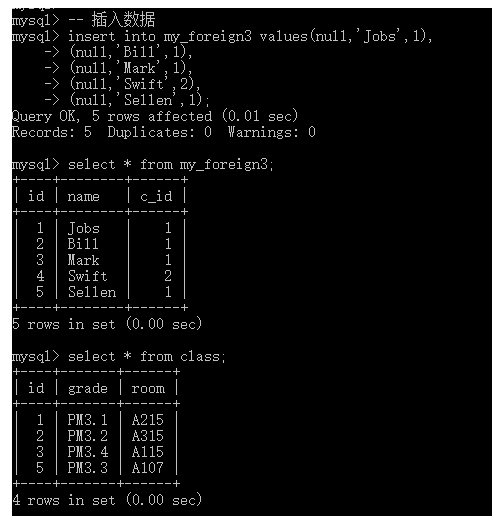 mysql>
mysql> -- 插入数据
mysql> insert into my_foreign3 values(null,'Jobs',1),
    -> (null,'Bill',1),
    -> (null,'Mark',1),
    -> (null,'Swift',2),
    -> (null,'Sellen',1);
Query OK, 5 rows affected (0.01 sec)
Records: 5  Duplicates: 0  Warnings: 0

mysql> select * from my_foreign3;
+----+--------+------+
| id | name   | c_id |
+----+--------+------+
|  1 | Jobs   |    1 |
|  2 | Bill   |    1 |
|  3 | Mark   |    1 |
|  4 | Swift  |    2 |
|  5 | Sellen |    1 |
+----+--------+------+
5 rows in set (0.00 sec)

mysql> select * from class;
+----+-------+------+
| id | grade | room |
+----+-------+------+
|  1 | PM3.1 | A215 |
|  2 | PM3.2 | A315 |
|  3 | PM3.4 | A115 |
|  5 | PM3.3 | A107 |
+----+-------+------+
4 rows in set (0.00 sec)